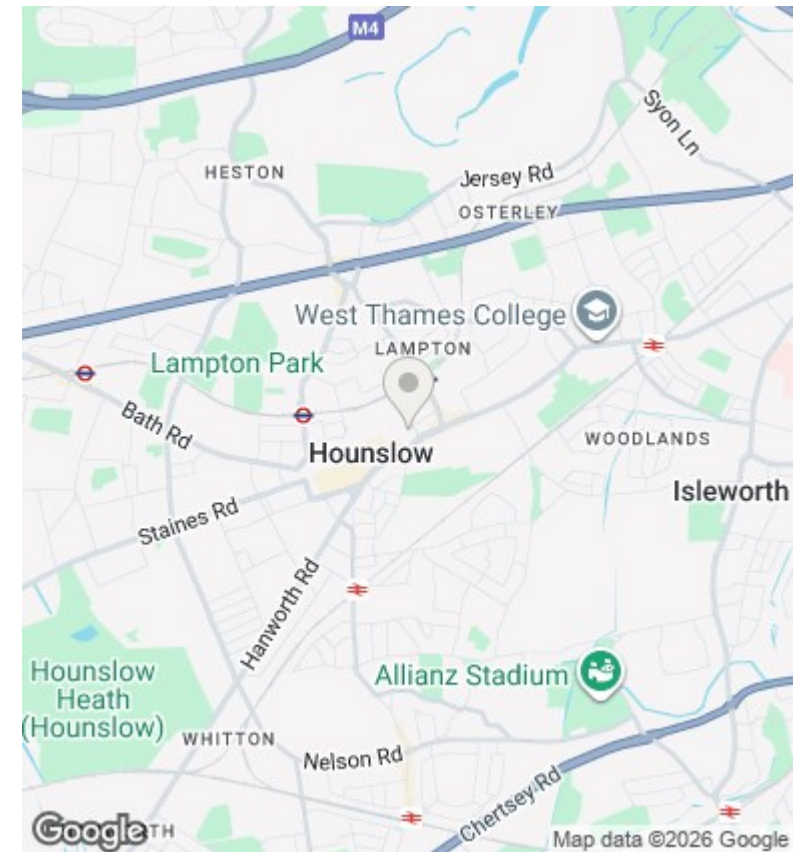 M4
Syon Ln
HESTON
Jersey Rd
OSTERLEY
West Thames College
LAMPTON
Lampton Park
Bath Rd
Hounslow
WOODLANDS
Isleworth
Staines Rd
Hanworth Rd
Hounslow
Heath
(Hounslow)
Allianz Stadium
WHITTON
Nelson Rd
Chertsey Rd
Google
Map data ©2026 Google